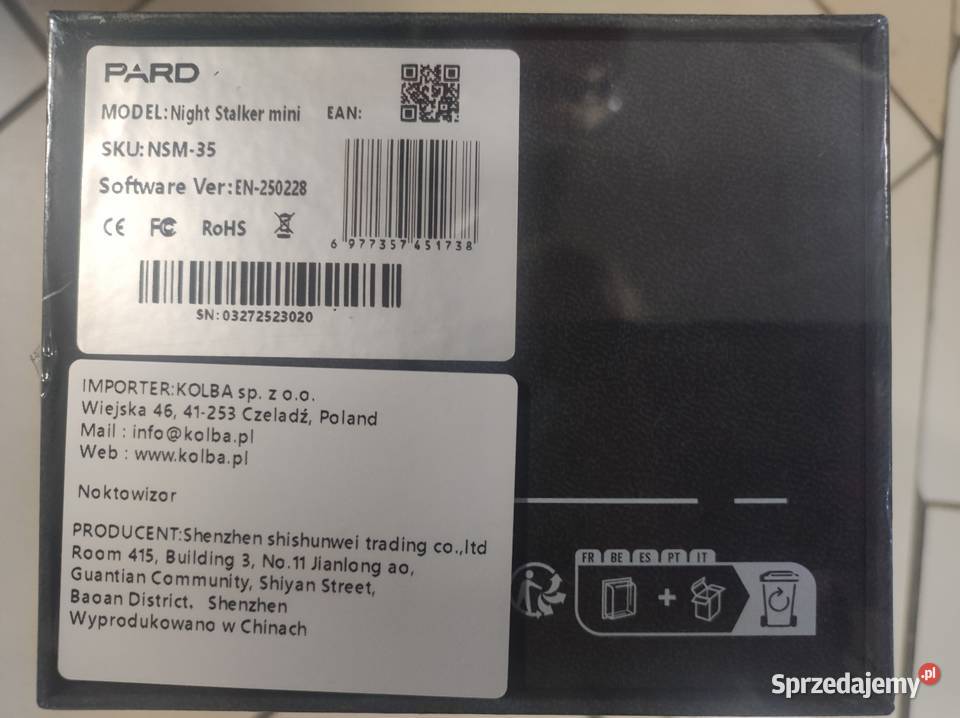 PARD
MODEL:Night Stalker mini EAN:
SKU:NSM-35
Software Ver:EN-250228
CE FC RoHS
6 977357 451738
SN:03272523020
IMPORTER:KOLBA sp. z o.o.
Wiejska 46, 41-253 Czeladź, Poland
Mail : info@kolba.pl
Web : www.kolba.pl
Noktowizor
PRODUCENT:Shenzhen shishunwei trading co.,ltd
Room 415, Building 3, No.11 Jianlong ao,
Guantian Community, Shiyan Street,
Baoan District, Shenzhen
Wyprodukowano w Chinach
FR BE ES PT IT
+
Sprzedajemy.pl